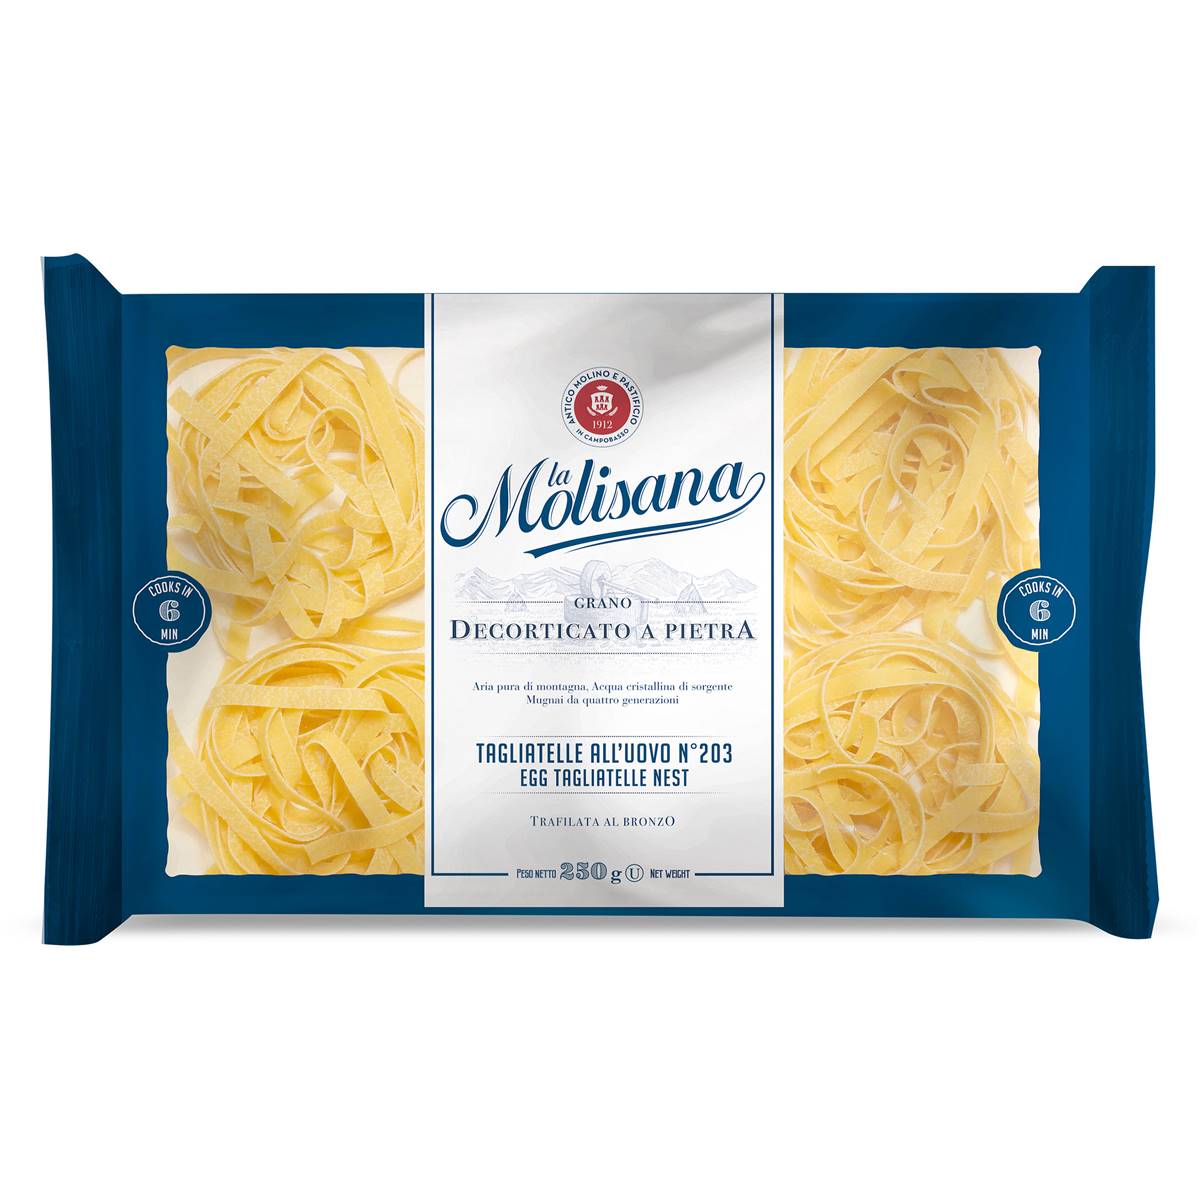 ANTICO MOLINO E PASTIFICIO
1912
IN CAMPOBASSO
la
Molisana
GRANO
DECORTICATO A PIETRA
Aria pura di montagna, Acqua cristallina di sorgente
Mugnai da quattro generazioni
TAGLIATELLE ALL'UOVO N°203
EGG TAGLIATELLE NEST
TRAFILATA AL BRONZO
PESO NETTO 250 g U NET WEIGHT
COOKS IN
6
MIN
COOKS IN
6
MIN